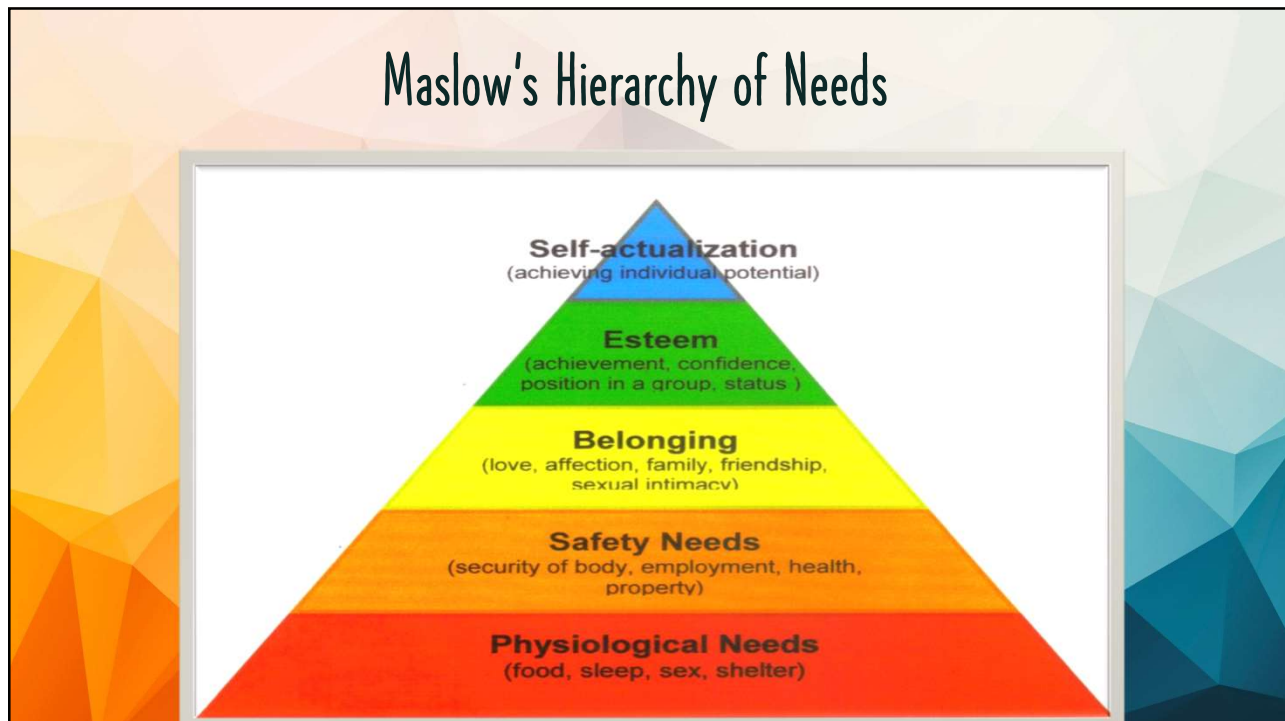 Maslow's Hierarchy of Needs
Self-actualization
(achieving individual potential)
Esteem
(achievement, confidence,
position in a group, status )
Belonging
(love, affection, family, friendship,
sexual intimacy)
Safety Needs
(security of body, employment, health,
property)
Physiological Needs
(food, sleep, sex, shelter)